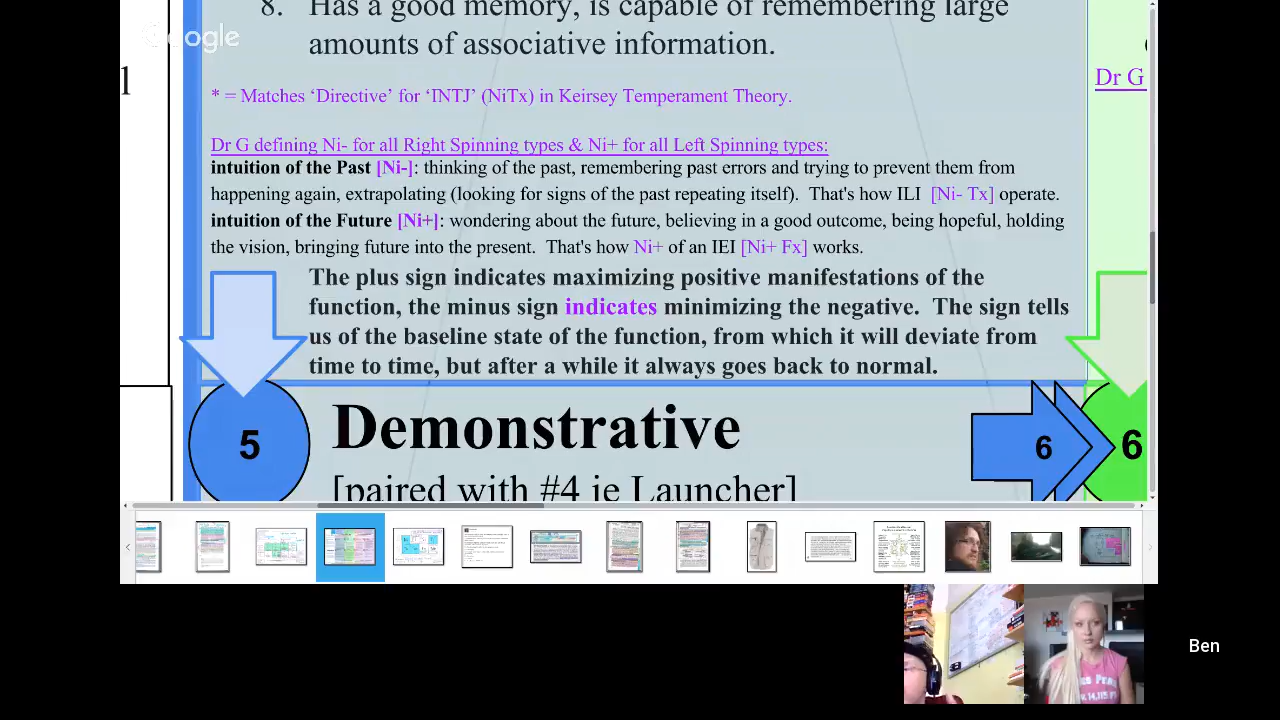 8. Has a good memory, is capable of remembering large
amounts of associative information.
l
Google
* = Matches ‘Directive’ for ‘INTJ’ (NiTx) in Keirsey Temperament Theory.
Dr G
Dr G defining Ni- for all Right Spinning types & Ni+ for all Left Spinning types:
intuition of the Past [Ni-]: thinking of the past, remembering past errors and trying to prevent them from
happening again, extrapolating (looking for signs of the past repeating itself). That's how ILI [Ni- Tx] operate.
intuition of the Future [Ni+]: wondering about the future, believing in a good outcome, being hopeful, holding
the vision, bringing future into the present. That's how Ni+ of an IEI [Ni+ Fx] works.
The plus sign indicates maximizing positive manifestations of the
function, the minus sign indicates minimizing the negative. The sign tells
us of the baseline state of the function, from which it will deviate from
time to time, but after a while it always goes back to normal.
5
Demonstrative
6
6
[paired with #4 ie Launcher]
Ben